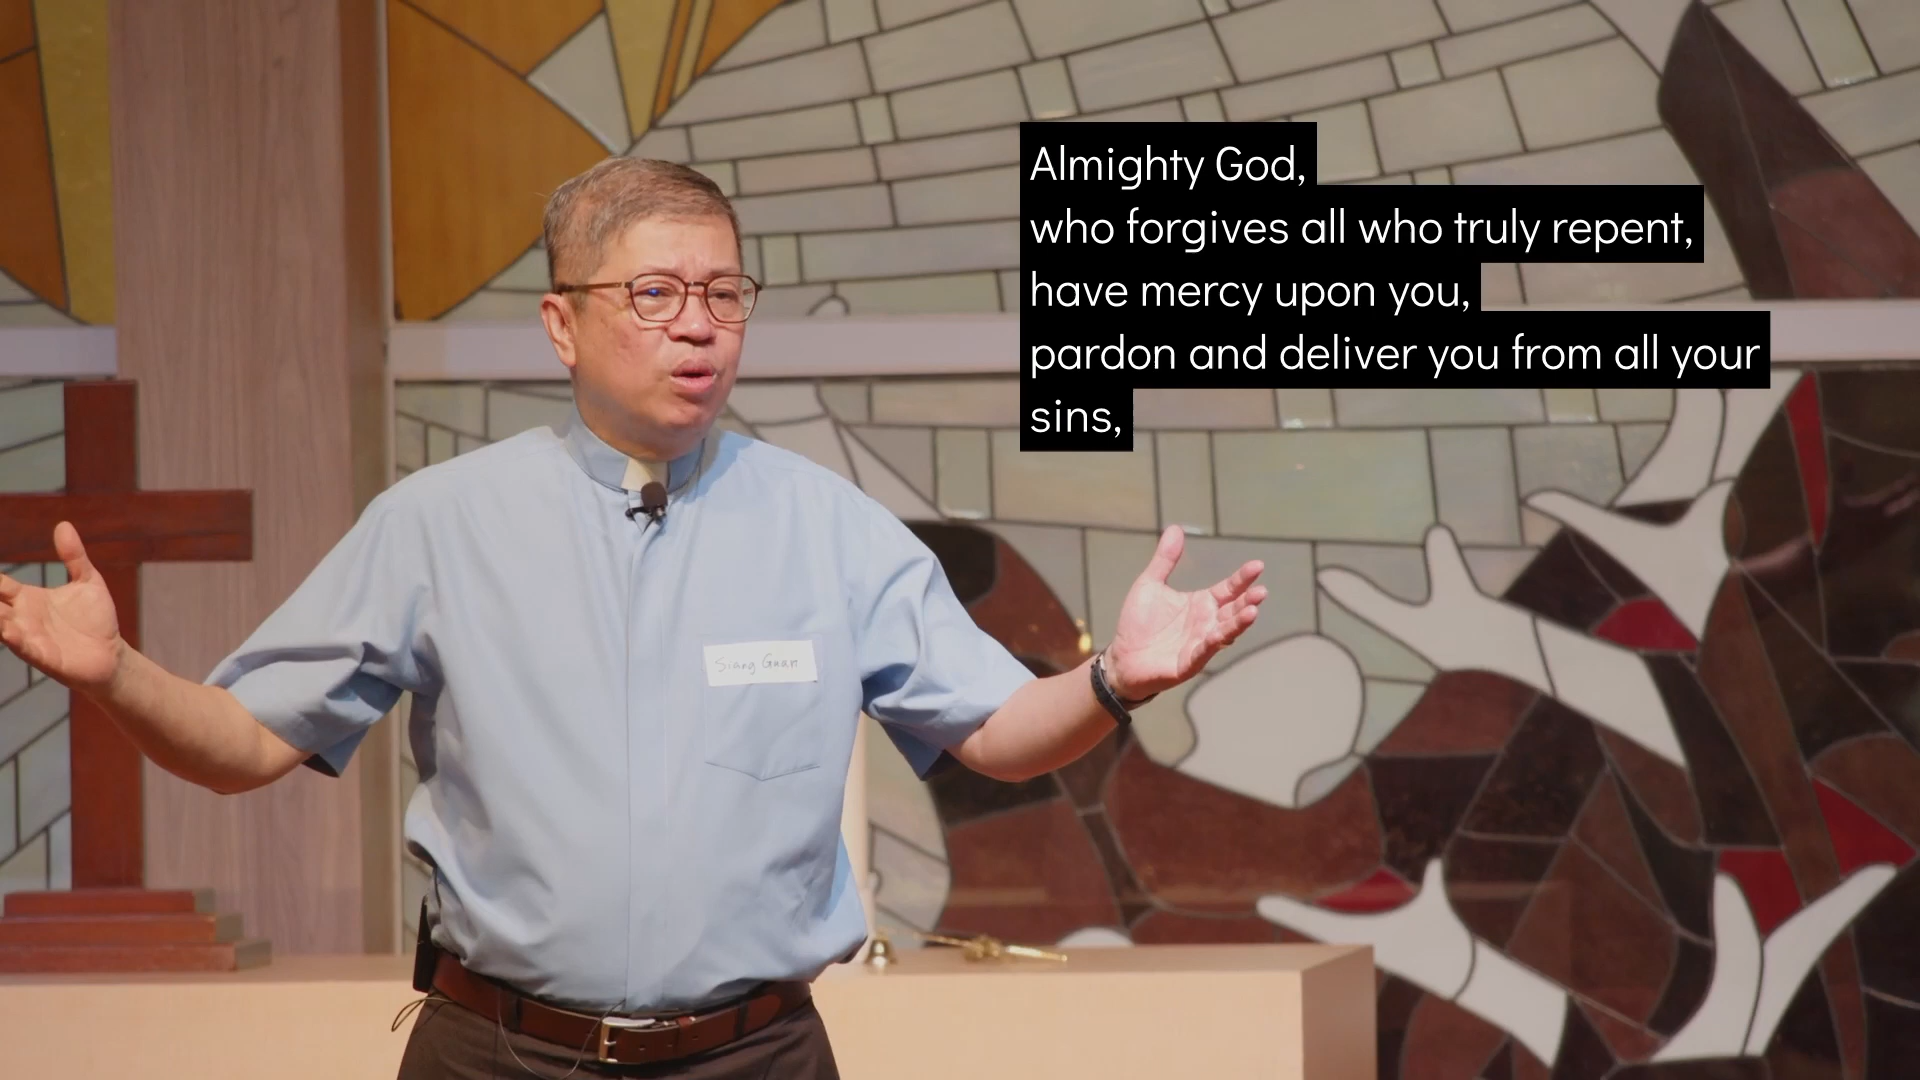 Almighty God,
who forgives all who truly repent,
have mercy upon you,
pardon and deliver you from all your
sins,
Siang Guan